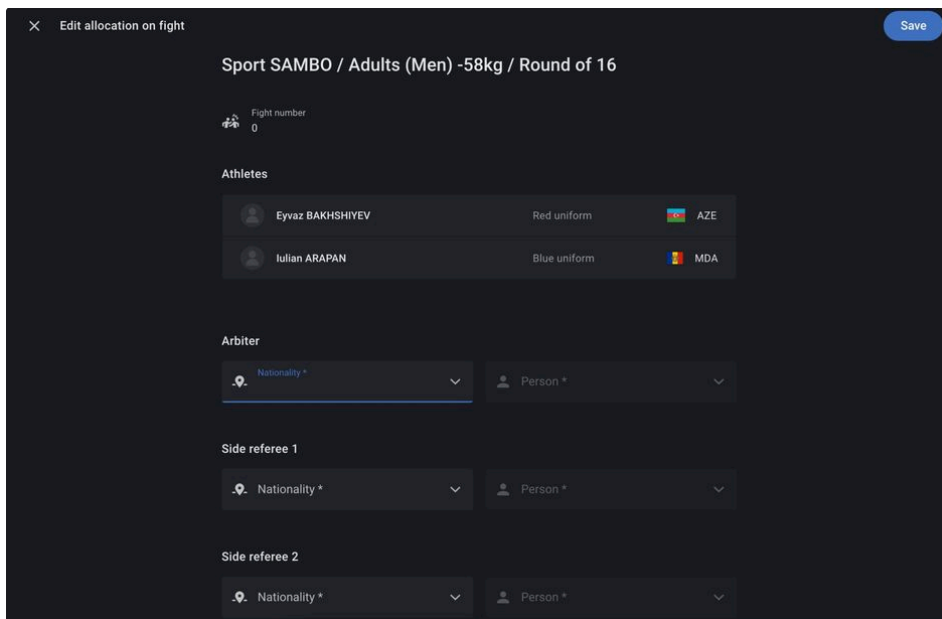 Edit allocation on fight Save
Sport SAMBO / Adults (Men) -58kg / Round of 16
Fight number
0
Athletes
Eyvaz BAKHSHIYEV Red uniform AZE
Iulian ARAPAN Blue uniform MDA
Arbiter
Nationality * Person *
Side referee 1
Nationality * Person *
Side referee 2
Nationality * Person *